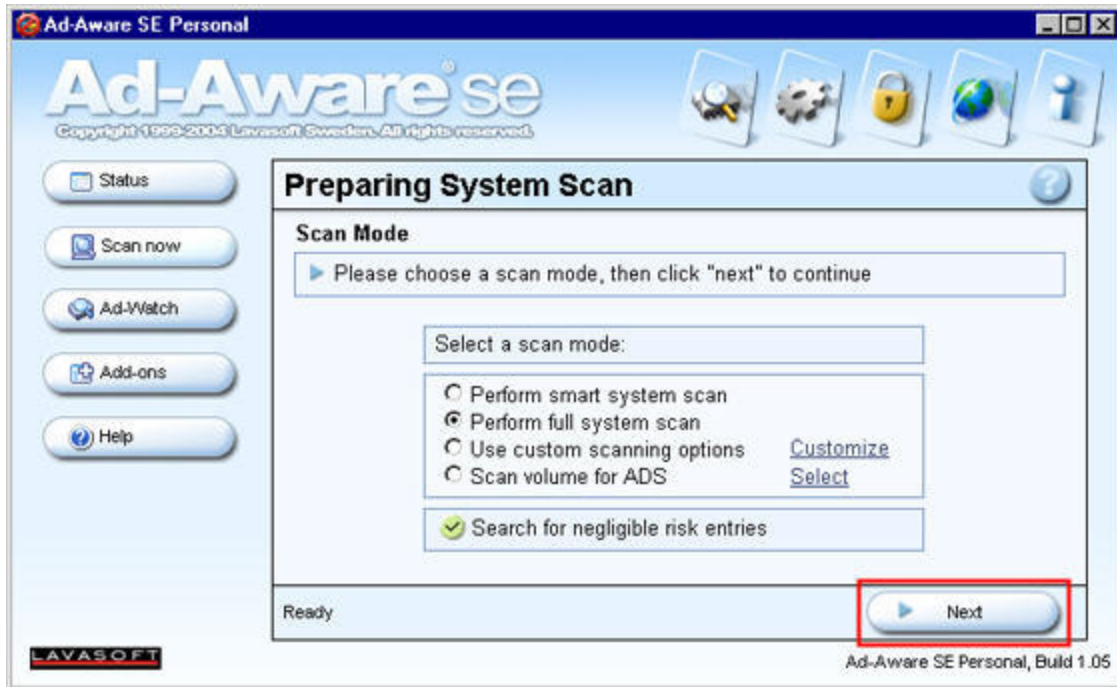 Ad-Aware SE Personal
Ad-Aware® se
Copyright 1999-2004 Lavasoft Sweden. All rights reserved.
Status
Scan now
Ad-Watch
Add-ons
Help
Preparing System Scan
Scan Mode
Please choose a scan mode, then click "next" to continue
Select a scan mode:
Perform smart system scan
Perform full system scan
Use custom scanning options Customize
Scan volume for ADS Select
Search for negligible risk entries
Ready
Next
LAVASOFT
Ad-Aware SE Personal, Build 1.05